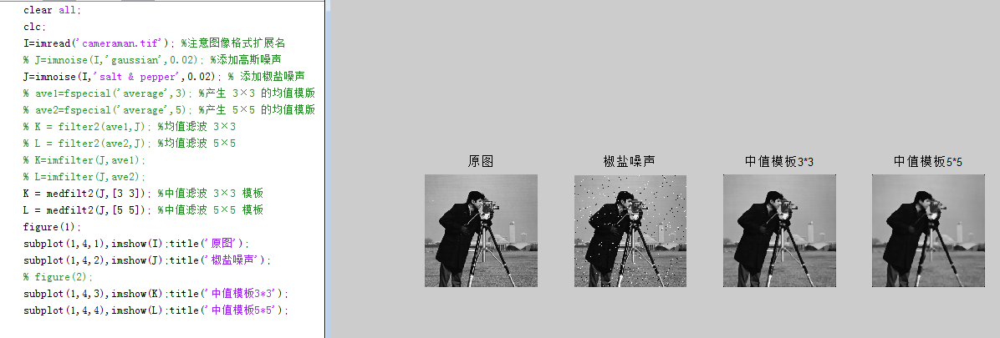 clear all;
clc;
I=imread('cameraman.tif'); %注意图像格式扩展名
% J=imnoise(I,'gaussian',0.02); %添加高斯噪声
J=imnoise(I,'salt & pepper',0.02); % 添加椒盐噪声
% ave1=fspecial('average',3); %产生 3×3 的均值模版
% ave2=fspecial('average',5); %产生 5×5 的均值模版
% K = filter2(ave1,J); %均值滤波 3×3
% L = filter2(ave2,J); %均值滤波 5×5
% K=imfilter(J,ave1);
% L=imfilter(J,ave2);
K = medfilt2(J,[3 3]); %中值滤波 3×3 模板
L = medfilt2(J,[5 5]); %中值滤波 5×5 模板
figure(1);
subplot(1,4,1),imshow(I);title('原图');
subplot(1,4,2),imshow(J);title('椒盐噪声');
% figure(2);
subplot(1,4,3),imshow(K);title('中值模板3*3');
subplot(1,4,4),imshow(L);title('中值模板5*5');
原图
椒盐噪声
中值模板3*3
中值模板5*5